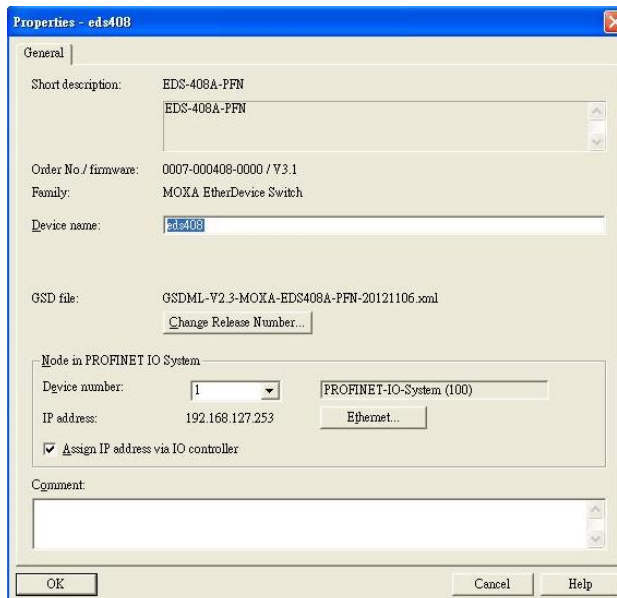 Properties - eds408
General
Short description: EDS-408A-PFN
EDS-408A-PFN
Order No./ firmware: 0007-000408-0000 / V3.1
Family: MOXA EtherDevice Switch
Device name: eds408
GSD file: GSDML-V2.3-MOXA-EDS408A-PFN-20121106.xml
Change Release Number...
Node in PROFINET IO System
Device number: 1 PROFINET-IO-System (100)
IP address: 192.168.127.253 Ethernet...
Assign IP address via IO controller
Comment:
OK Cancel Help